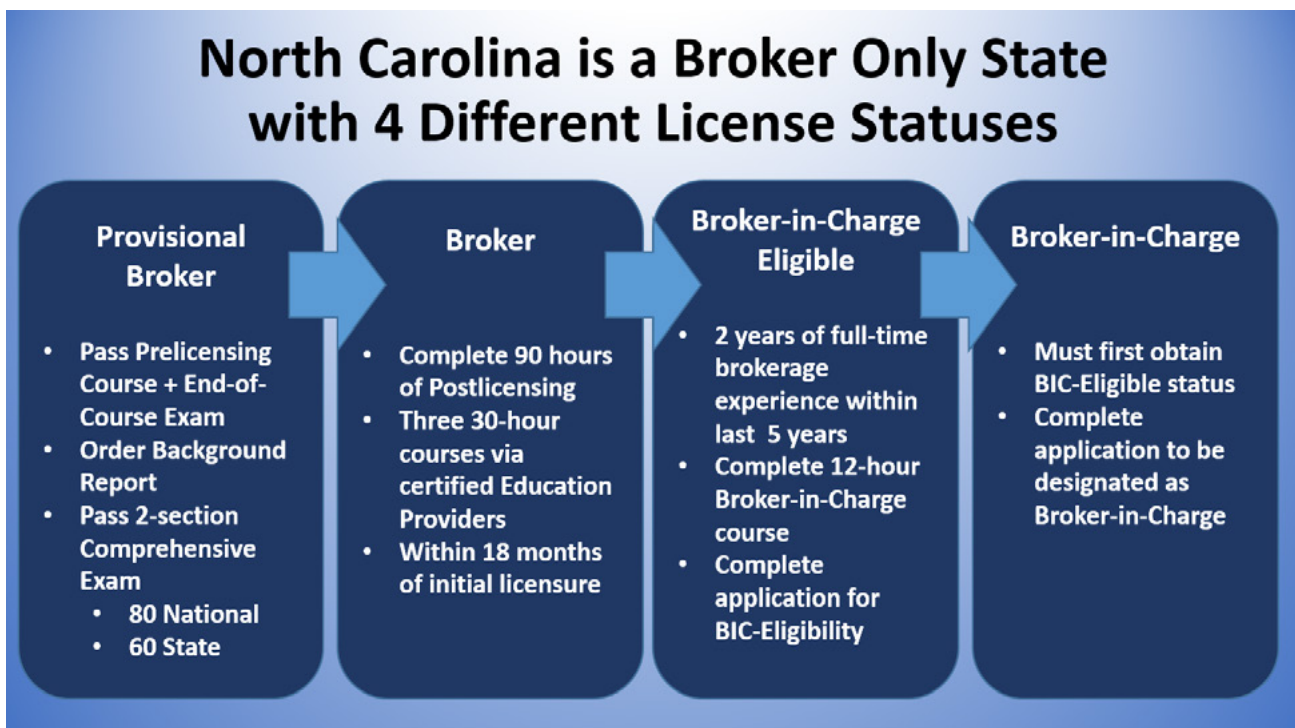 North Carolina is a Broker Only State
with 4 Different License Statuses
Provisional
Broker
• Pass Prelicensing
Course + End-of-
Course Exam
• Order Background
Report
• Pass 2-section
Comprehensive
Exam
• 80 National
• 60 State
Broker
• Complete 90 hours
of Postlicensing
• Three 30-hour
courses via
certified Education
Providers
• Within 18 months
of initial licensure
Broker-in-Charge
Eligible
• 2 years of full-time
brokerage
experience within
last 5 years
• Complete 12-hour
Broker-in-Charge
course
• Complete
application for
BIC-Eligibility
Broker-in-Charge
• Must first obtain
BIC-Eligible status
• Complete
application to be
designated as
Broker-in-Charge